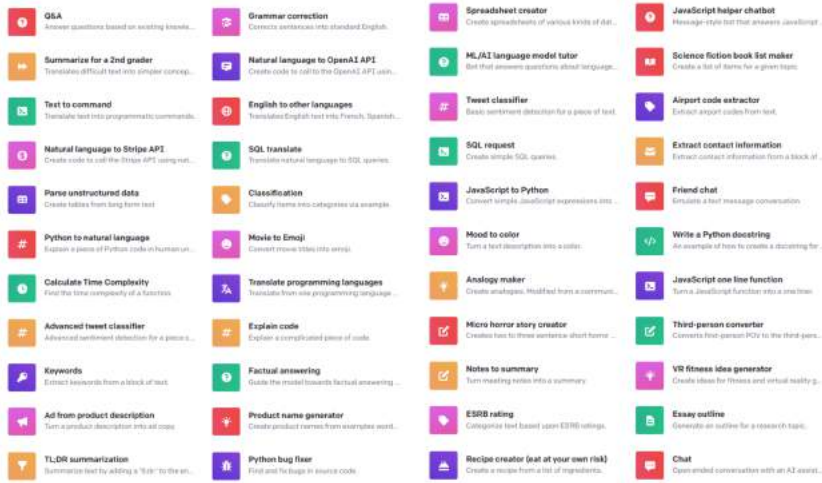 Q&A
Answer questions based on existing knowle...
Summarize for a 2nd grader
Translates difficult text into simpler concep...
Text to command
Translate text into programmatic commands.
Natural language to Stripe API
Create code to call the Stripe API using nat...
Parse unstructured data
Create tables from long form text
Python to natural language
Explain a piece of Python code in human un...
Calculate Time Complexity
Find the time complexity of a function.
Advanced tweet classifier
Advanced sentiment detection for a piece o...
Keywords
Extract keywords from a block of text.
Ad from product description
Turn a product description into ad copy.
TL;DR summarization
Summarize text by adding a 'tl;dr:' to the en...
Grammar correction
Corrects sentences into standard English.
Natural language to OpenAI API
Create code to call to the OpenAI API usin...
English to other languages
Translates English text into French, Spanish...
SQL translate
Translate natural language to SQL queries.
Classification
Classify items into categories via example.
Movie to Emoji
Convert movie titles into emoji.
Translate programming languages
Translate from one programming language ...
Explain code
Explain a complicated piece of code.
Factual answering
Guide the model towards factual answering ...
Product name generator
Create product names from examples word...
Python bug fixer
Find and fix bugs in source code.
Spreadsheet creator
Create spreadsheets of various kinds of dat...
ML/AI language model tutor
Bot that answers questions about language...
Tweet classifier
Basic sentiment detection for a piece of text.
SQL request
Create simple SQL queries.
JavaScript to Python
Convert simple JavaScript expressions into ...
Mood to color
Turn a text description into a color.
Analogy maker
Create analogies. Modified from a communi...
Micro horror story creator
Creates two to three sentence short horror ...
Notes to summary
Turn meeting notes into a summary.
ESRB rating
Categorize text based upon ESRB ratings.
Recipe creator (eat at your own risk)
Create a recipe from a list of ingredients.
JavaScript helper chatbot
Message-style bot that answers JavaScript ...
Science fiction book list maker
Create a list of items for a given topic.
Airport code extractor
Extract airport codes from text.
Extract contact information
Extract contact information from a block of ...
Friend chat
Emulate a text message conversation.
Write a Python docstring
An example of how to create a docstring for ...
JavaScript one line function
Turn a JavaScript function into a one liner.
Third-person converter
Converts first-person POV to the third-pers...
VR fitness idea generator
Create ideas for fitness and virtual reality g...
Essay outline
Generate an outline for a research topic.
Chat
Open ended conversation with an AI assist...